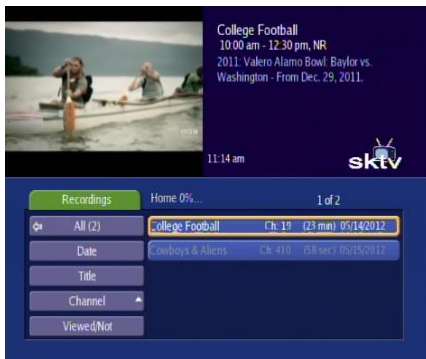 College Football
10:00 am - 12:30 pm, NR
2011: Valero Alamo Bowl: Baylor vs.
Washington - From Dec. 29, 2011.
11:14 am
sktv
Recordings
Home 0%...
1 of 2
All (2)
College Football Ch: 19 (23 min) 05/14/2012
Date
Cowboys & Aliens Ch: 410 (58 sec) 05/15/2012
Title
Channel
Viewed/Not